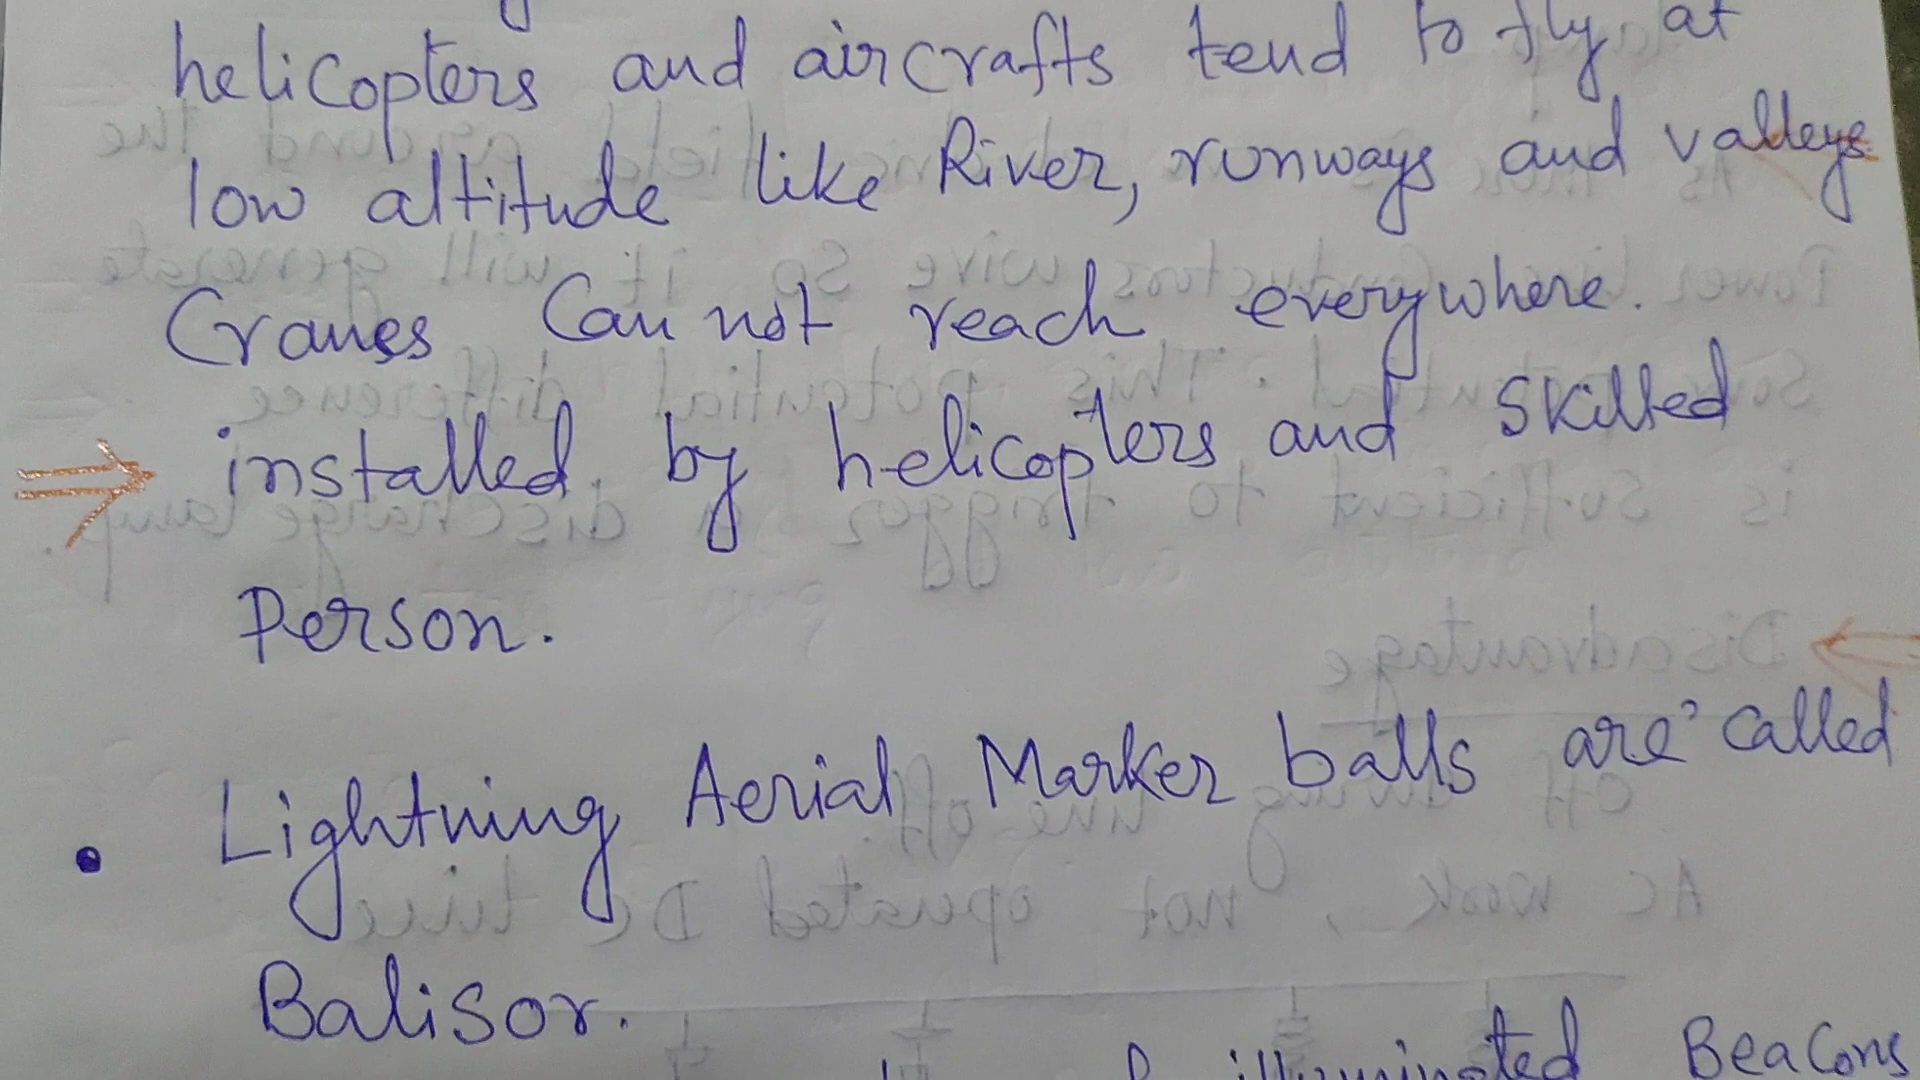 helicopters and aircrafts tend to fly at
low altitude like River, runways and valleys.
Cranes Can not reach everywhere.
⇒ installed by helicopters and skilled
Person.
• Lightning Aerial Marker balls are called
Balisor.
illuminated Beacons